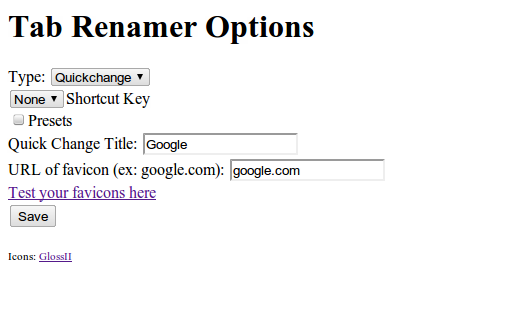 Tab Renamer Options
Type: Quickchange
None Shortcut Key
Presets
Quick Change Title: Google
URL of favicon (ex: google.com): google.com
Test your favicons here
Save
Icons: GlossII